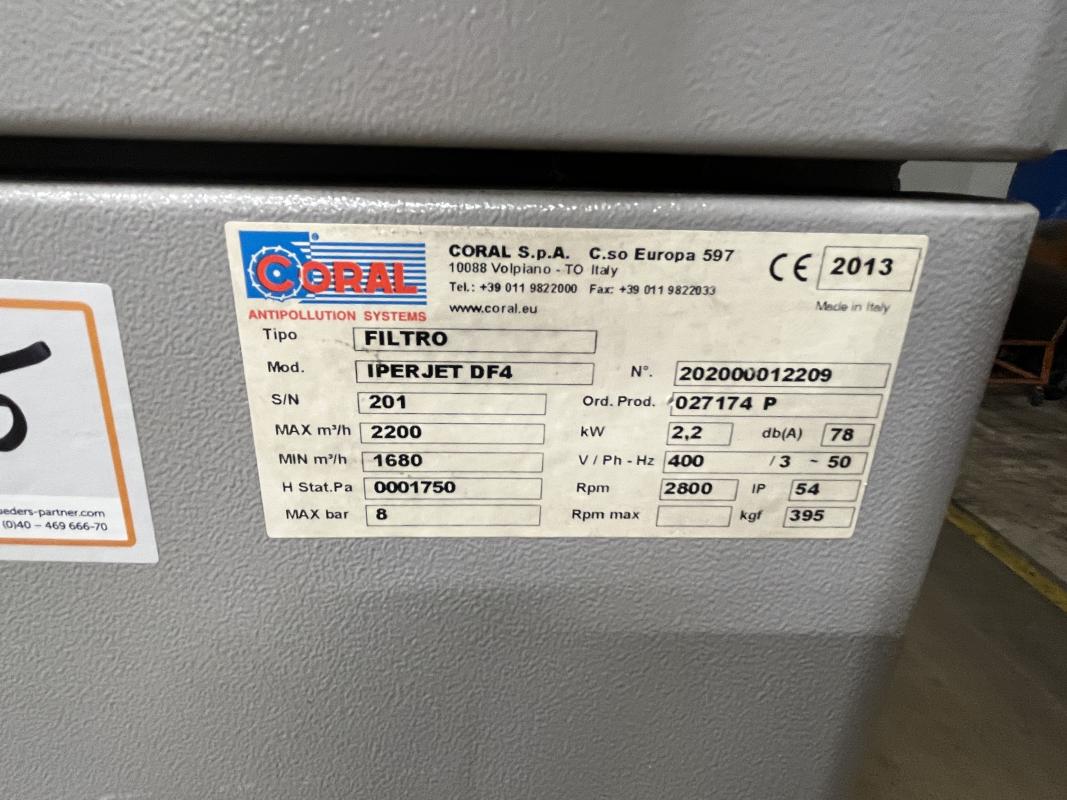 CORAL
ANTIPOLLUTION SYSTEMS
CORAL S.p.A. C.so Europa 597
10088 Volpiano - TO Italy
Tel.: +39 011 9822000 Fax: +39 011 9822033
www.coral.eu
CE 2013
Made in Italy
Tipo FILTRO
Mod. IPERJET DF4 N°. 202000012209
S/N 201 Ord. Prod. 027174 P
MAX m³/h 2200 kW 2,2 db(A) 78
MIN m³/h 1680 V / Ph - Hz 400 / 3 ~ 50
H Stat.Pa 0001750 Rpm 2800 IP 54
MAX bar 8 Rpm max kgf 395
eders-partner.com
(0)40 – 469 666-70